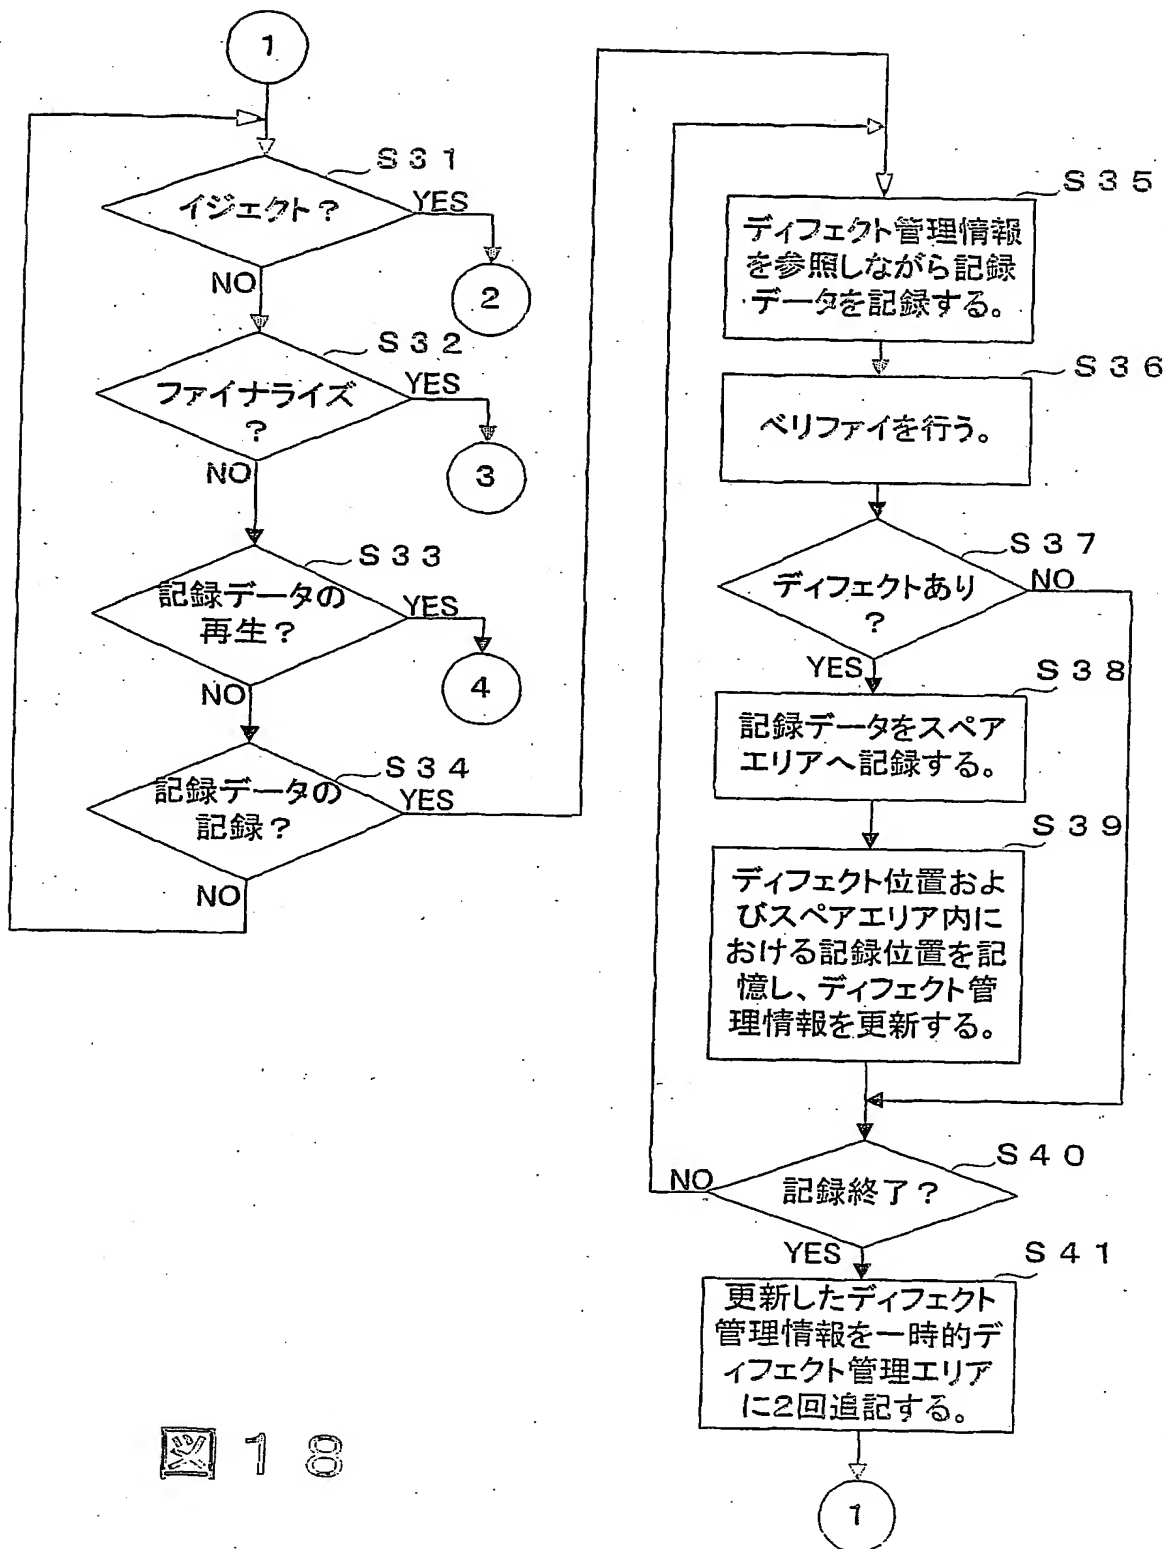 1
S31
イジェクト？
YES
NO
2
S32
ファイナライズ
？
YES
NO
3
S33
記録データの
再生？
YES
NO
4
S34
記録データの
記録？
YES
NO
S35
ディフェクト管理情報
を参照しながら記録
データを記録する。
S36
ベリファイを行う。
S37
ディフェクトあり
？
NO
YES
S38
記録データをスペア
エリアへ記録する。
S39
ディフェクト位置およ
びスペアエリア内に
おける記録位置を記
憶し、ディフェクト管
理情報を更新する。
S40
記録終了？
NO
YES
S41
更新したディフェクト
管理情報を一時的デ
ィフェクト管理エリア
に2回追記する。
1
図18